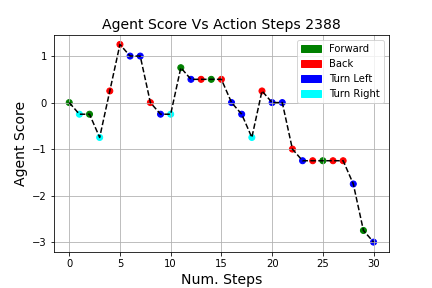 Agent Score Vs Action Steps 2388
Forward
Back
Turn Left
Turn Right
Agent Score
1
0
−1
−2
−3
0
5
10
15
20
25
30
Num. Steps